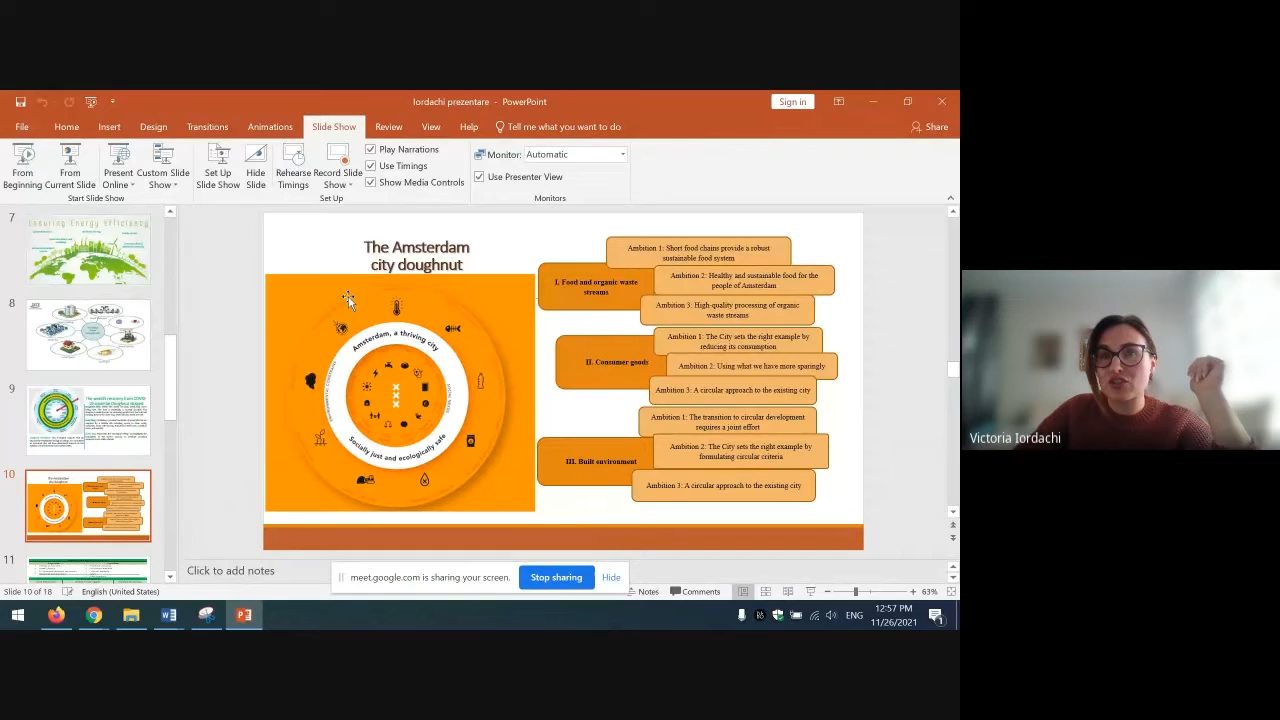 Iordachi prezentare - PowerPoint
Sign in
File Home Insert Design Transitions Animations Slide Show Review View Help Tell me what you want to do
Share
From Beginning
From Current Slide
Present Online
Custom Slide Show
Start Slide Show
Set Up Slide Show
Hide Slide
Rehearse Timings
Record Slide Show
Play Narrations
Use Timings
Show Media Controls
Set Up
Monitor: Automatic
Use Presenter View
Monitors
7
Ensuring Energy Efficiency
8
9
10
11
The Amsterdam
city doughnut
Amsterdam, a thriving city
Socially just and ecologically safe
I. Food and organic waste
streams
Ambition 1: Short food chains provide a robust
sustainable food system
Ambition 2: Healthy and sustainable food for the
people of Amsterdam
Ambition 3: High-quality processing of organic
waste streams
II. Consumer goods
Ambition 1: The City sets the right example by
reducing its consumption
Ambition 2: Using what we have more sparingly
Ambition 3: A circular approach to the existing city
III. Built environment
Ambition 1: The transition to circular development
requires a joint effort
Ambition 2: The City sets the right example by
formulating circular criteria
Ambition 3: A circular approach to the existing city
Victoria Iordachi
Click to add notes
meet.google.com is sharing your screen.
Stop sharing
Hide
Slide 10 of 18
English (United States)
Notes
Comments
63%
ENG
12:57 PM
11/26/2021